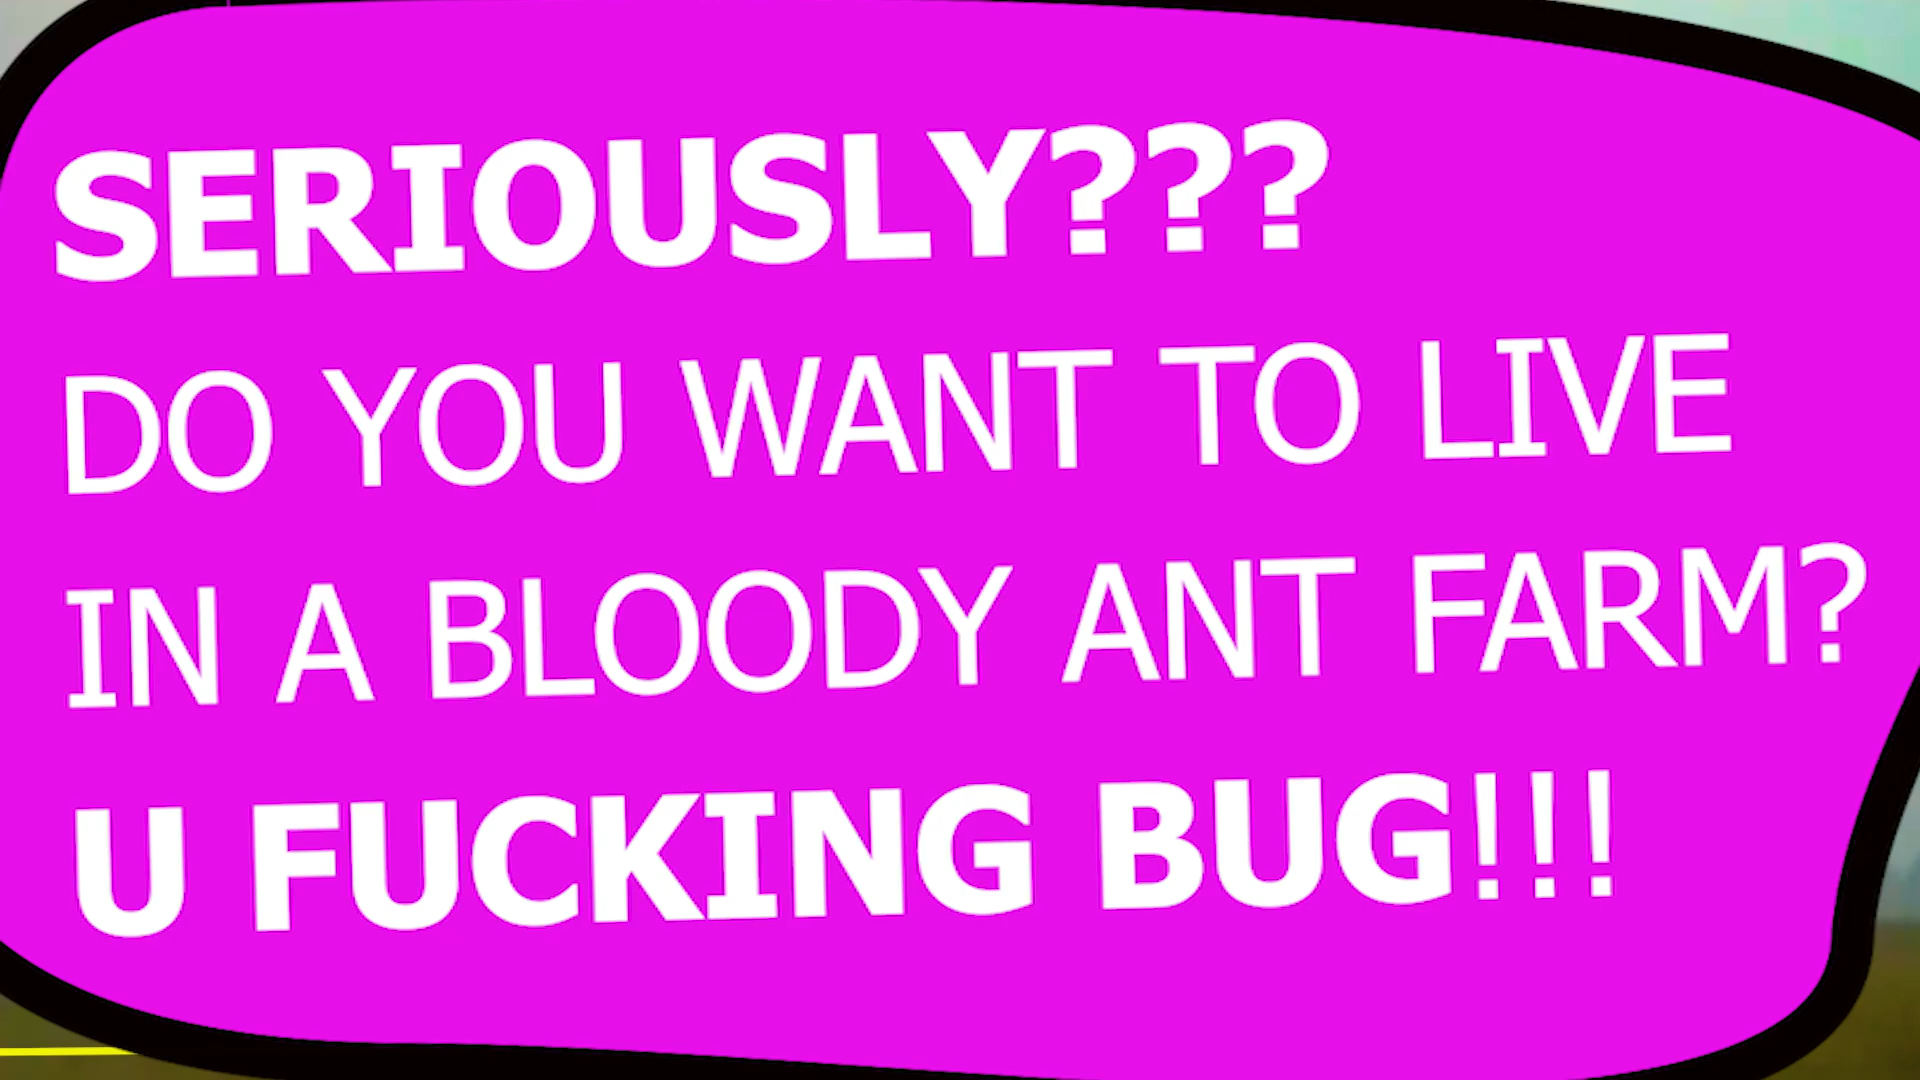 SERIOUSLY???
DO YOU WANT TO LIVE
IN A BLOODY ANT FARM?
U FUCKING BUG!!!